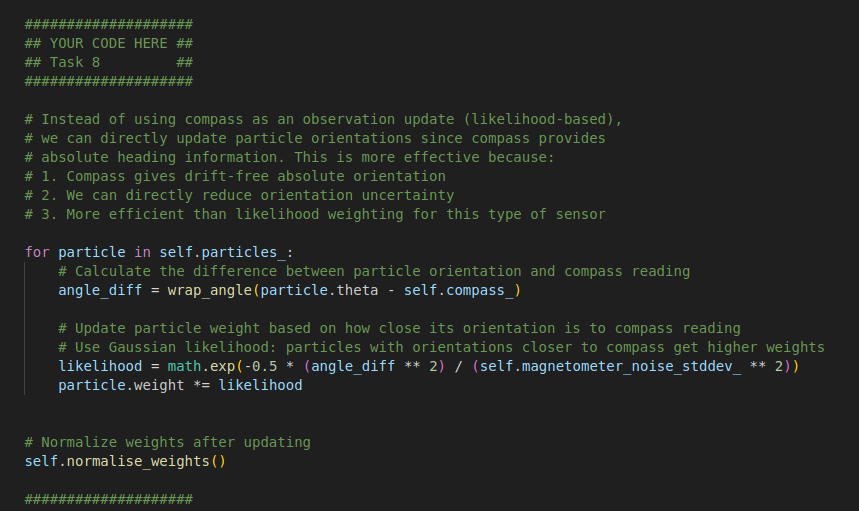 ####################
## YOUR CODE HERE ##
## Task 8         ##
####################
# Instead of using compass as an observation update (likelihood-based),
# we can directly update particle orientations since compass provides
# absolute heading information. This is more effective because:
# 1. Compass gives drift-free absolute orientation
# 2. We can directly reduce orientation uncertainty
# 3. More efficient than likelihood weighting for this type of sensor
for particle in self.particles_:
    # Calculate the difference between particle orientation and compass reading
    angle_diff = wrap_angle(particle.theta - self.compass_)
    # Update particle weight based on how close its orientation is to compass reading
    # Use Gaussian likelihood: particles with orientations closer to compass get higher weights
    likelihood = math.exp(-0.5 * (angle_diff ** 2) / (self.magnetometer_noise_stddev_ ** 2))
    particle.weight *= likelihood
# Normalize weights after updating
self.normalise_weights()
####################